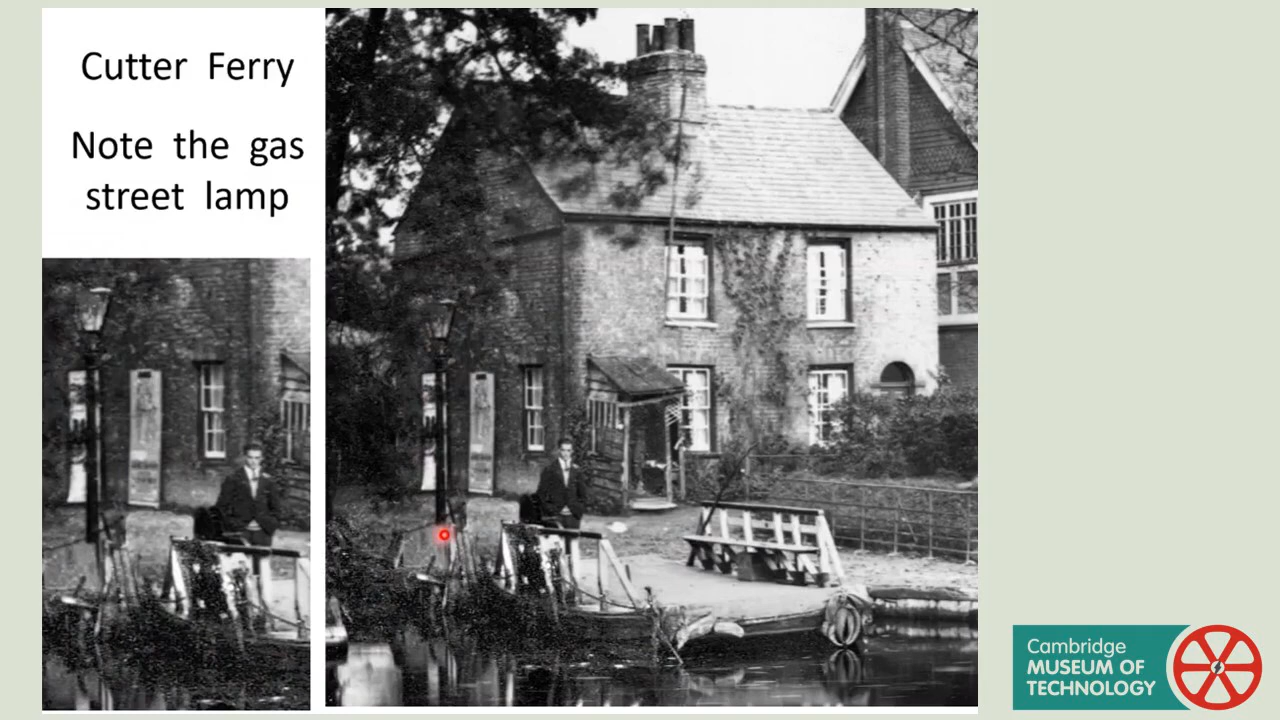 Cutter Ferry
Note the gas
street lamp
Cambridge
MUSEUM OF
TECHNOLOGY